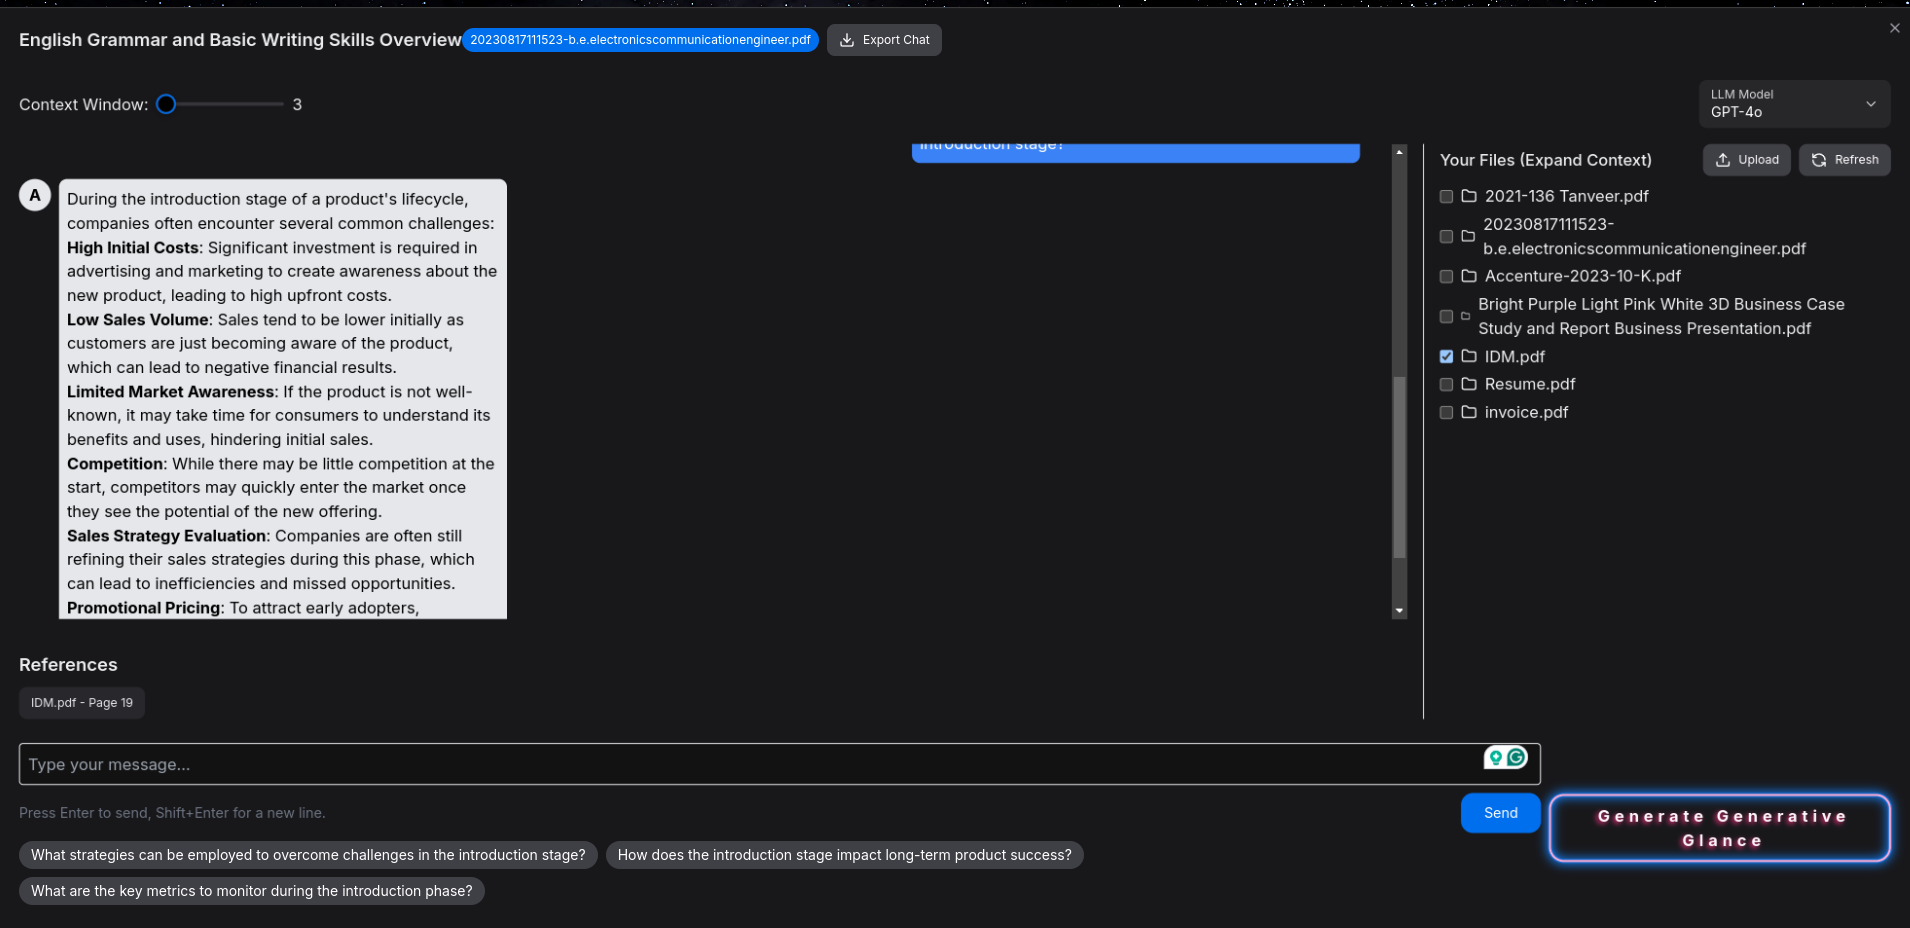 English Grammar and Basic Writing Skills Overview 20230817111523-b.e.electronicscommunicationengineer.pdf Export Chat
Context Window: 3
LLM Model
GPT-4o
introduction stage?
A
During the introduction stage of a product's lifecycle,
companies often encounter several common challenges:
High Initial Costs: Significant investment is required in
advertising and marketing to create awareness about the
new product, leading to high upfront costs.
Low Sales Volume: Sales tend to be lower initially as
customers are just becoming aware of the product,
which can lead to negative financial results.
Limited Market Awareness: If the product is not well-
known, it may take time for consumers to understand its
benefits and uses, hindering initial sales.
Competition: While there may be little competition at the
start, competitors may quickly enter the market once
they see the potential of the new offering.
Sales Strategy Evaluation: Companies are often still
refining their sales strategies during this phase, which
can lead to inefficiencies and missed opportunities.
Promotional Pricing: To attract early adopters,
Your Files (Expand Context) Upload Refresh
2021-136 Tanveer.pdf
20230817111523-
b.e.electronicscommunicationengineer.pdf
Accenture-2023-10-K.pdf
Bright Purple Light Pink White 3D Business Case
Study and Report Business Presentation.pdf
IDM.pdf
Resume.pdf
invoice.pdf
References
IDM.pdf - Page 19
Type your message...
Press Enter to send, Shift+Enter for a new line.
Send
Generate Generative
Glance
What strategies can be employed to overcome challenges in the introduction stage? How does the introduction stage impact long-term product success?
What are the key metrics to monitor during the introduction phase?